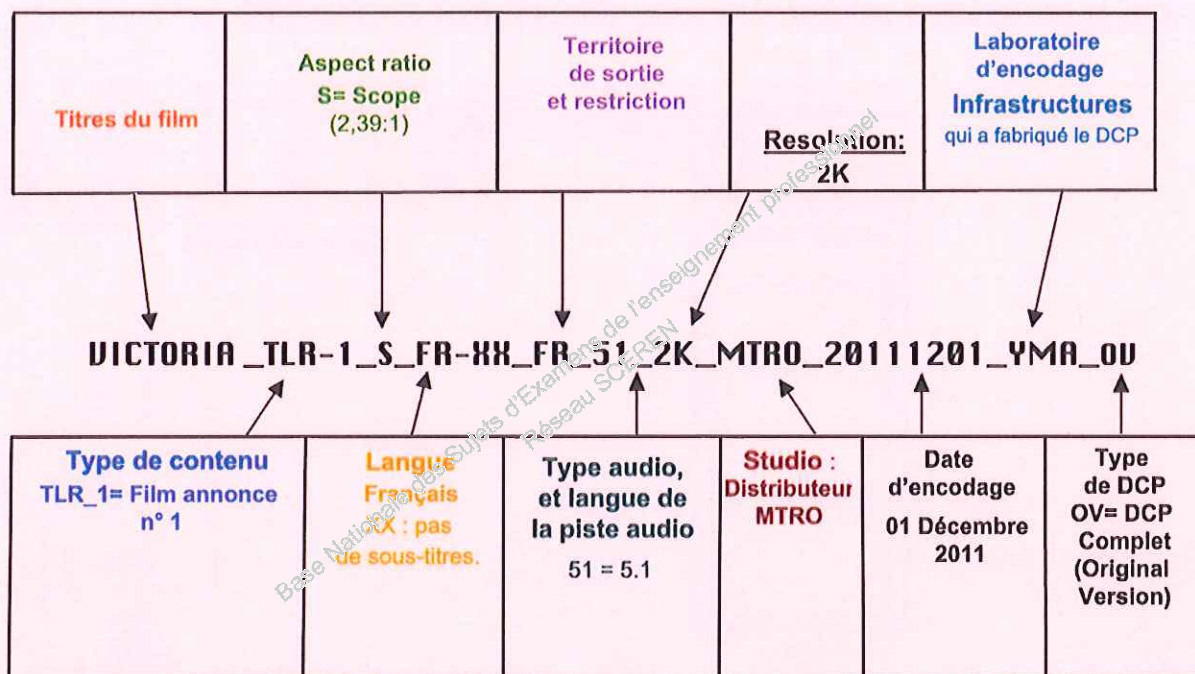 Titres du film
Aspect ratio
S= Scope
(2,39:1)
Territoire
de sortie
et restriction
Resolution:
2K
Laboratoire
d'encodage
Infrastructures
qui a fabriqué le DCP
VICTORIA_TLR-1_S_FR-XX_FR_51_2K_MTRO_20111201_YMA_OV
Type de contenu
TLR_1= Film annonce
n° 1
Langue
Français
XX : pas
de sous-titres.
Type audio,
et langue de
la piste audio
51 = 5.1
Studio :
Distributeur
MTRO
Date
d'encodage
01 Décembre
2011
Type
de DCP
OV= DCP
Complet
(Original
Version)
Base Nationale des Sujets d'Examens de l'enseignement professionnel
Réseau SCEREN